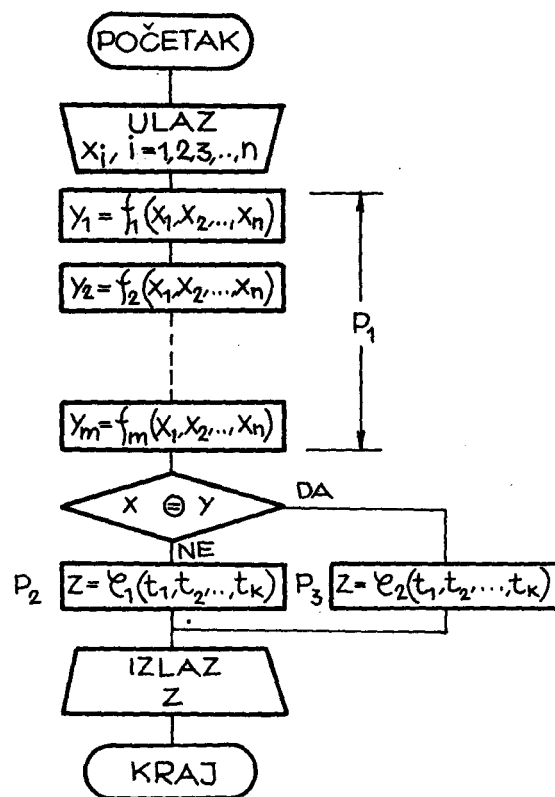 POČETAK
ULAZ
xᵢ, i=1,2,3,..,n
y₁ = f₁(x₁,x₂,...,xₙ)
y₂ = f₂(x₁,x₂,...,xₙ)
P₁
yₘ=fₘ(x₁,x₂,..,xₙ)
x ⊜ y
DA
NE
P₂ z=φ₁(t₁,t₂,..,tₖ)
P₃ z=φ₂(t₁,t₂,...,tₖ)
IZLAZ
z
KRAJ